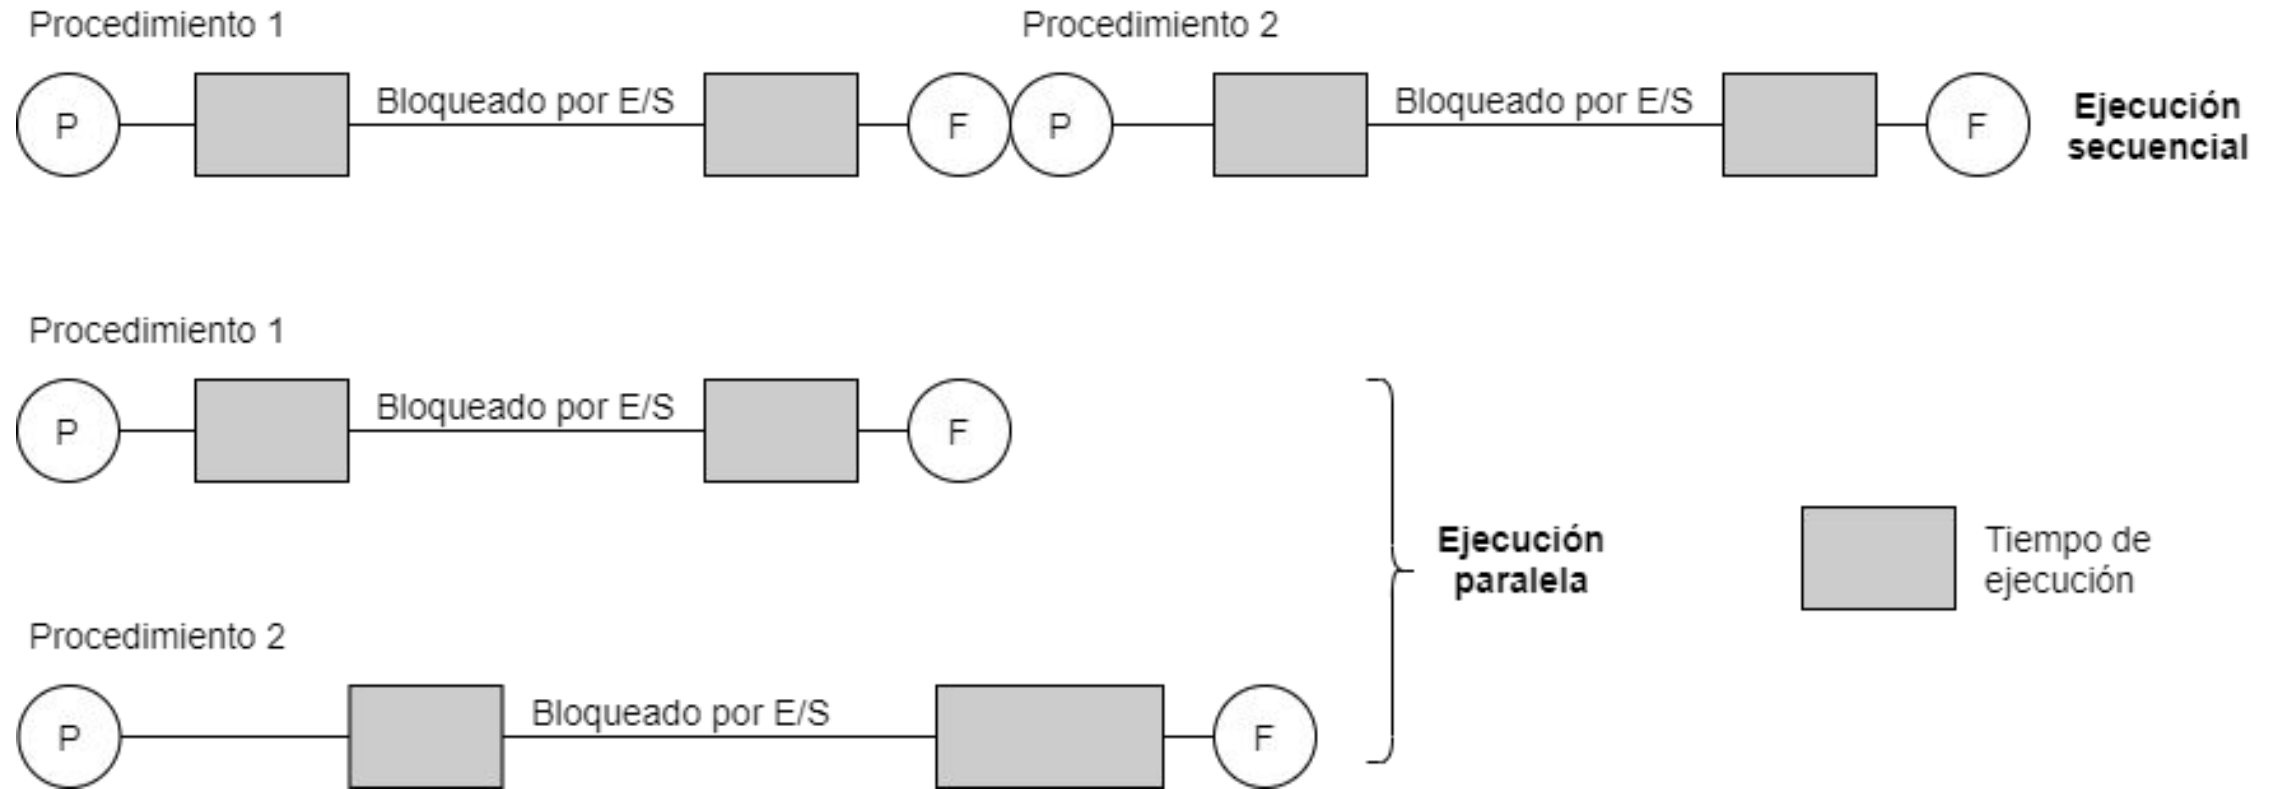 Procedimiento 1
Procedimiento 2
P
Bloqueado por E/S
F
P
Bloqueado por E/S
F
Ejecución
secuencial
Procedimiento 1
P
Bloqueado por E/S
F
Ejecución
paralela
Tiempo de
ejecución
Procedimiento 2
P
Bloqueado por E/S
F